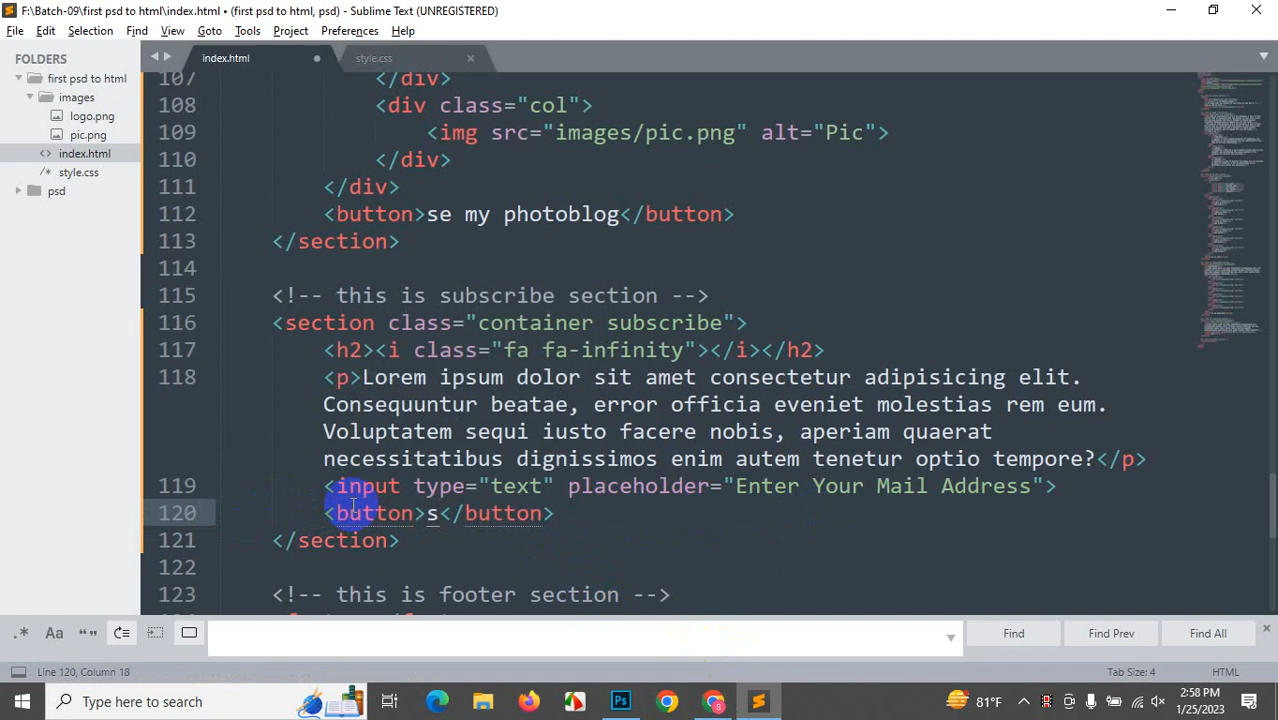 F:\Batch-09\first psd to html\index.html • (first psd to html, psd) - Sublime Text (UNREGISTERED)
File Edit Selection Find View Goto Tools Project Preferences Help
FOLDERS
first psd to html
images
logo.png
pic.png
index.html
style.css
psd
index.html
style.css
107 </div>
108 <div class="col">
109 <img src="images/pic.png" alt="Pic">
110 </div>
111 </div>
112 <button>se my photoblog</button>
113 </section>
114
115 <!-- this is subscribe section -->
116 <section class="container subscribe">
117 <h2><i class="fa fa-infinity"></i></h2>
118 <p>Lorem ipsum dolor sit amet consectetur adipisicing elit.
Consequuntur beatae, error officia eveniet molestias rem eum.
Voluptatem sequi iusto facere nobis, aperiam quaerat
necessitatibus dignissimos enim autem tenetur optio tempore?</p>
119 <input type="text" placeholder="Enter Your Mail Address">
120 <button>s</button>
121 </section>
122
123 <!-- this is footer section -->
.* Aa “” Find Find Prev Find All
Line 120, Column 18 Tab Size: 4 HTML
Type here to search
81°F
2:58 PM
1/25/2023